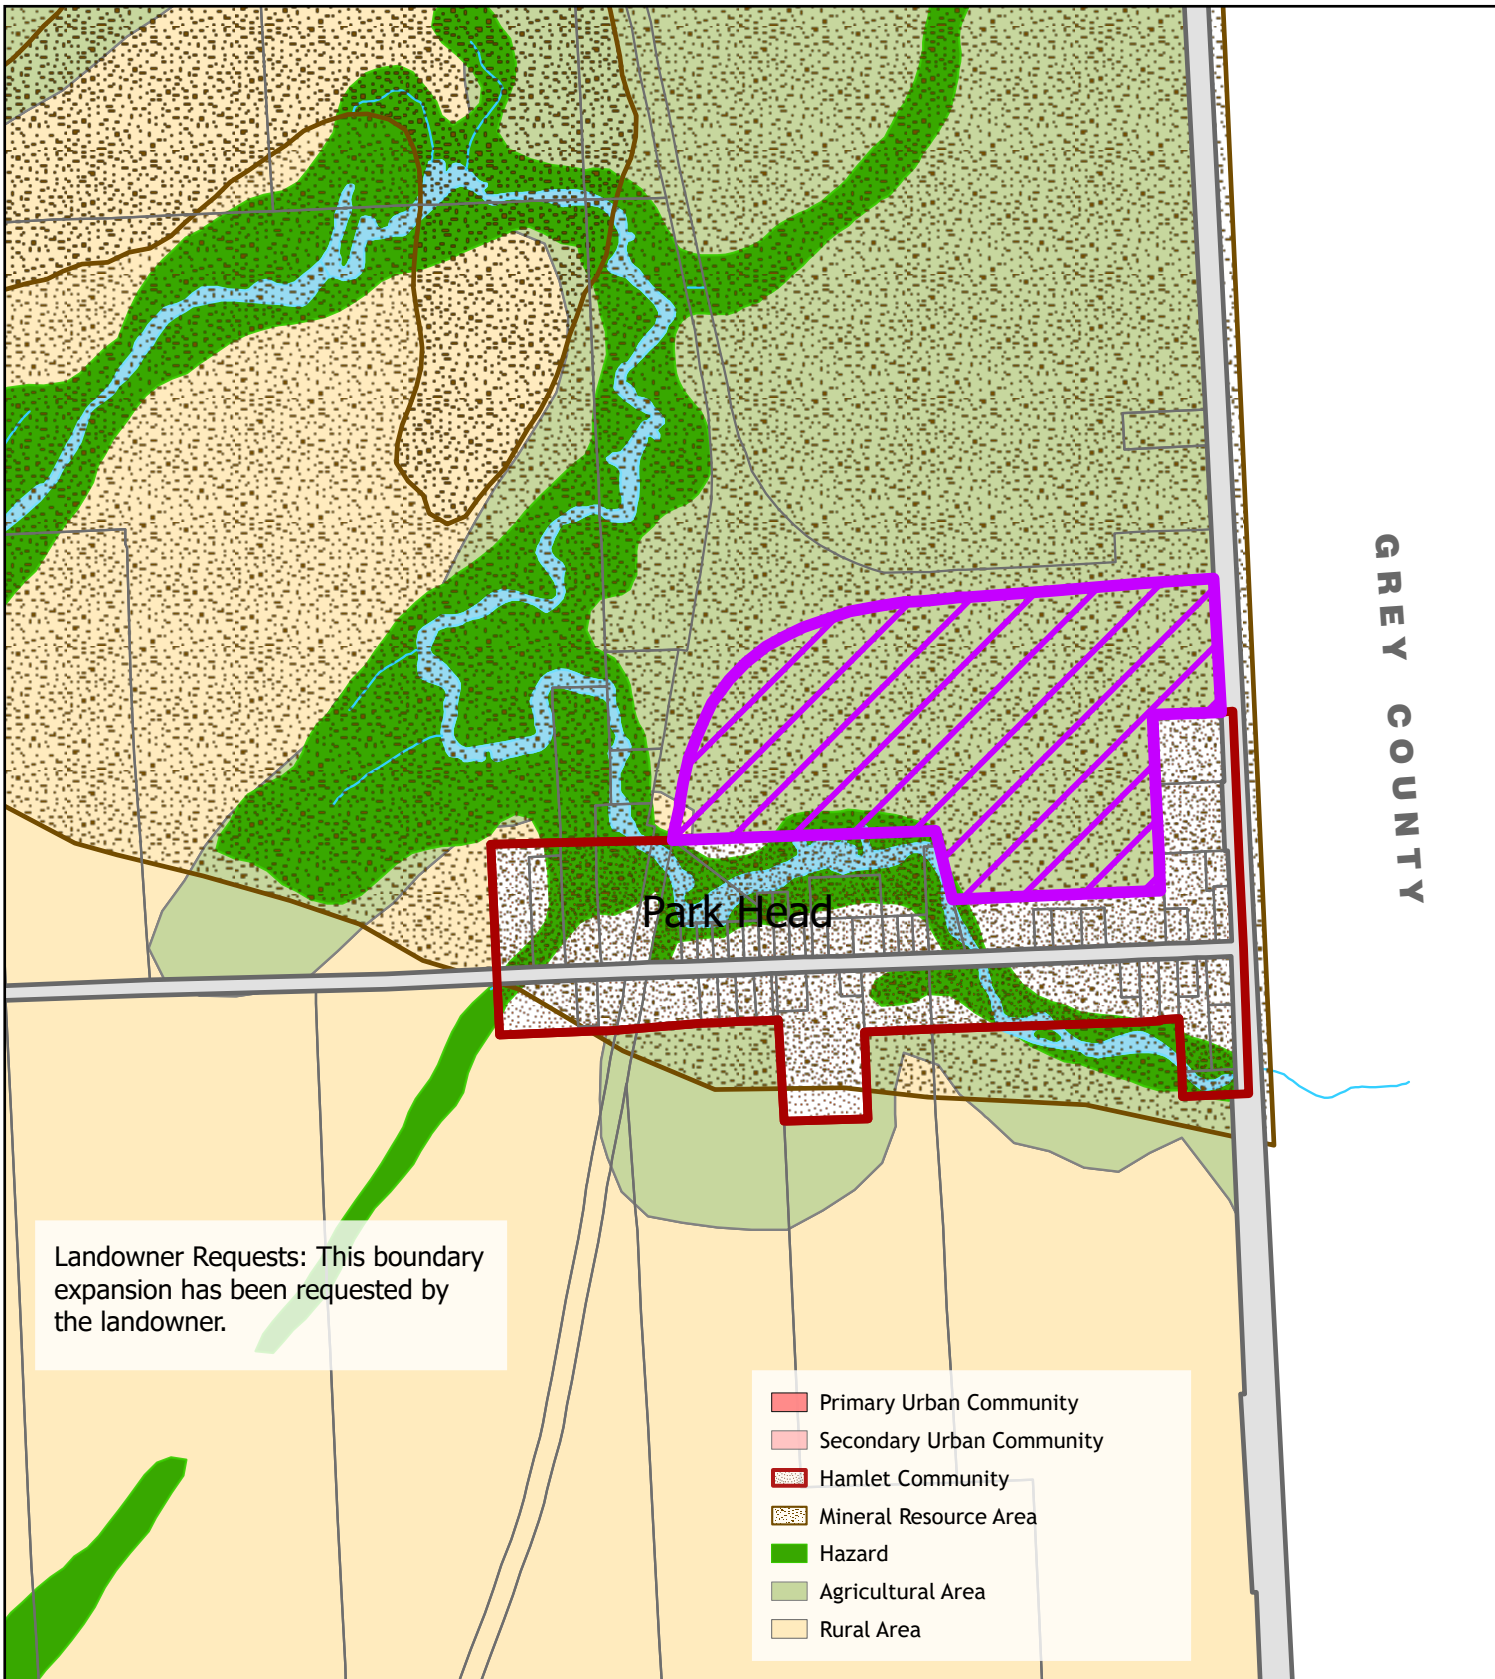 GREY COUNTY
Park Head
Landowner Requests: This boundary
expansion has been requested by
the landowner.
Primary Urban Community
Secondary Urban Community
Hamlet Community
Mineral Resource Area
Hazard
Agricultural Area
Rural Area